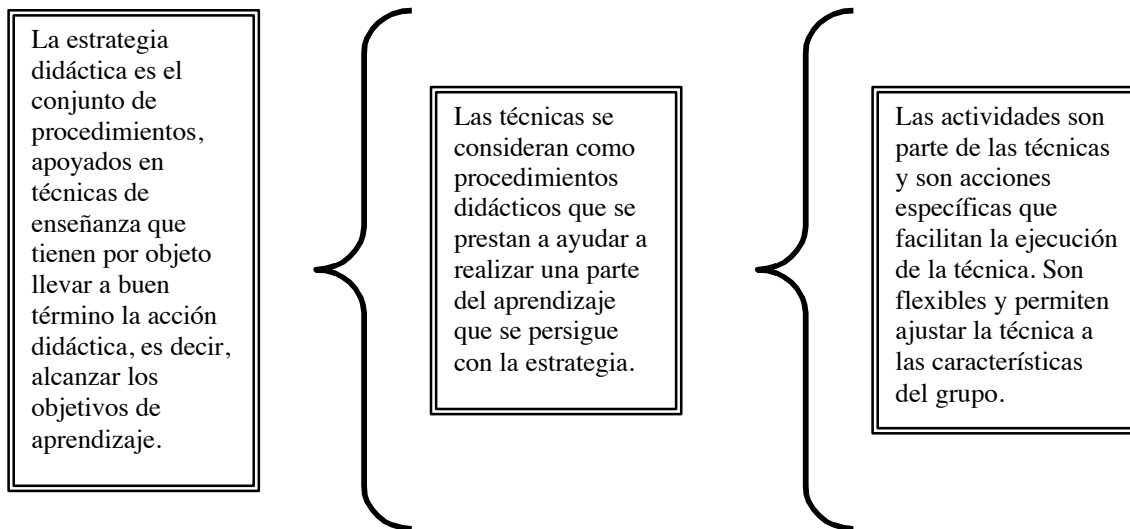 La estrategia
didáctica es el
conjunto de
procedimientos,
apoyados en
técnicas de
enseñanza que
tienen por objeto
llevar a buen
término la acción
didáctica, es decir,
alcanzar los
objetivos de
aprendizaje.
Las técnicas se
consideran como
procedimientos
didácticos que se
prestan a ayudar a
realizar una parte
del aprendizaje
que se persigue
con la estrategia.
Las actividades son
parte de las técnicas
y son acciones
específicas que
facilitan la ejecución
de la técnica. Son
flexibles y permiten
ajustar la técnica a
las características
del grupo.